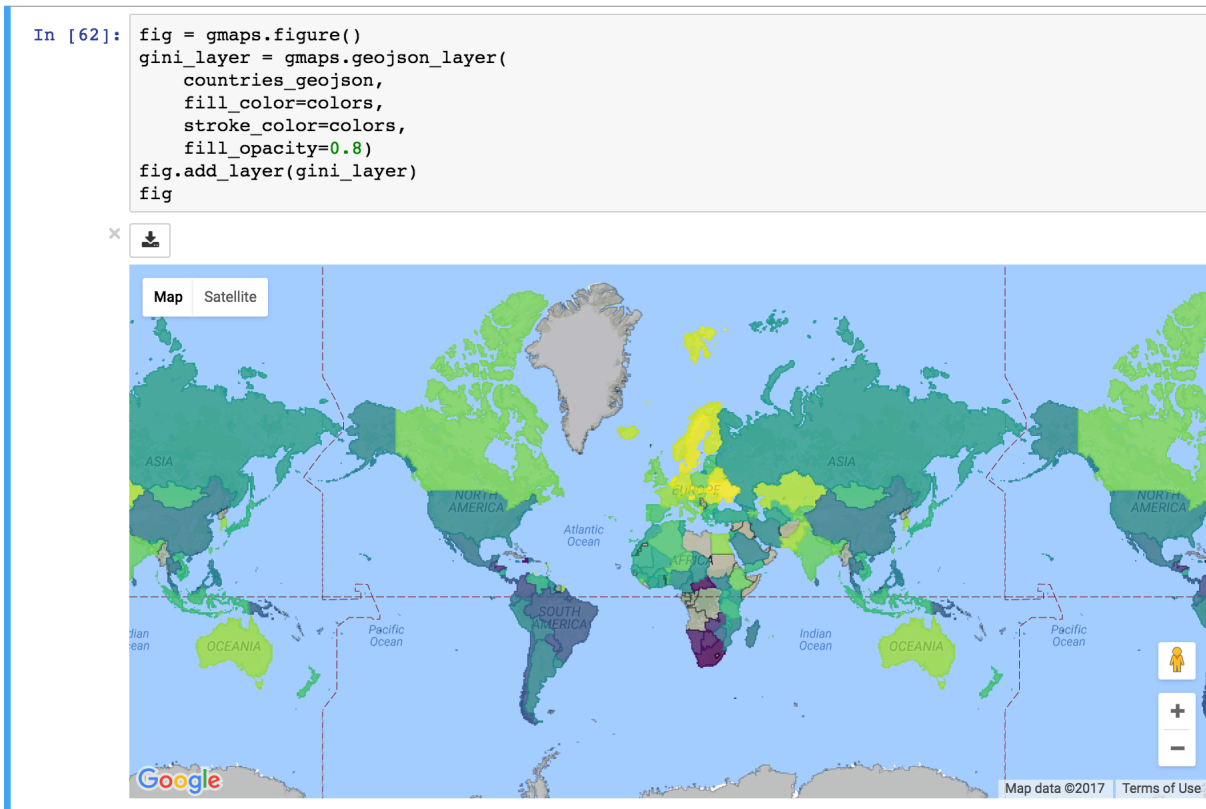 In [62]: fig = gmaps.figure()
gini_layer = gmaps.geojson_layer(
    countries_geojson,
    fill_color=colors,
    stroke_color=colors,
    fill_opacity=0.8)
fig.add_layer(gini_layer)
fig
×
Map Satellite
ASIA
NORTH
AMERICA
Atlantic
Ocean
EUROPE
AFRICA
ASIA
NORTH
AMERICA
SOUTH
AMERICA
dian
ean
OCEANIA
Pacific
Ocean
Indian
Ocean
OCEANIA
Pacific
Ocean
+
−
Google
Map data ©2017 Terms of Use